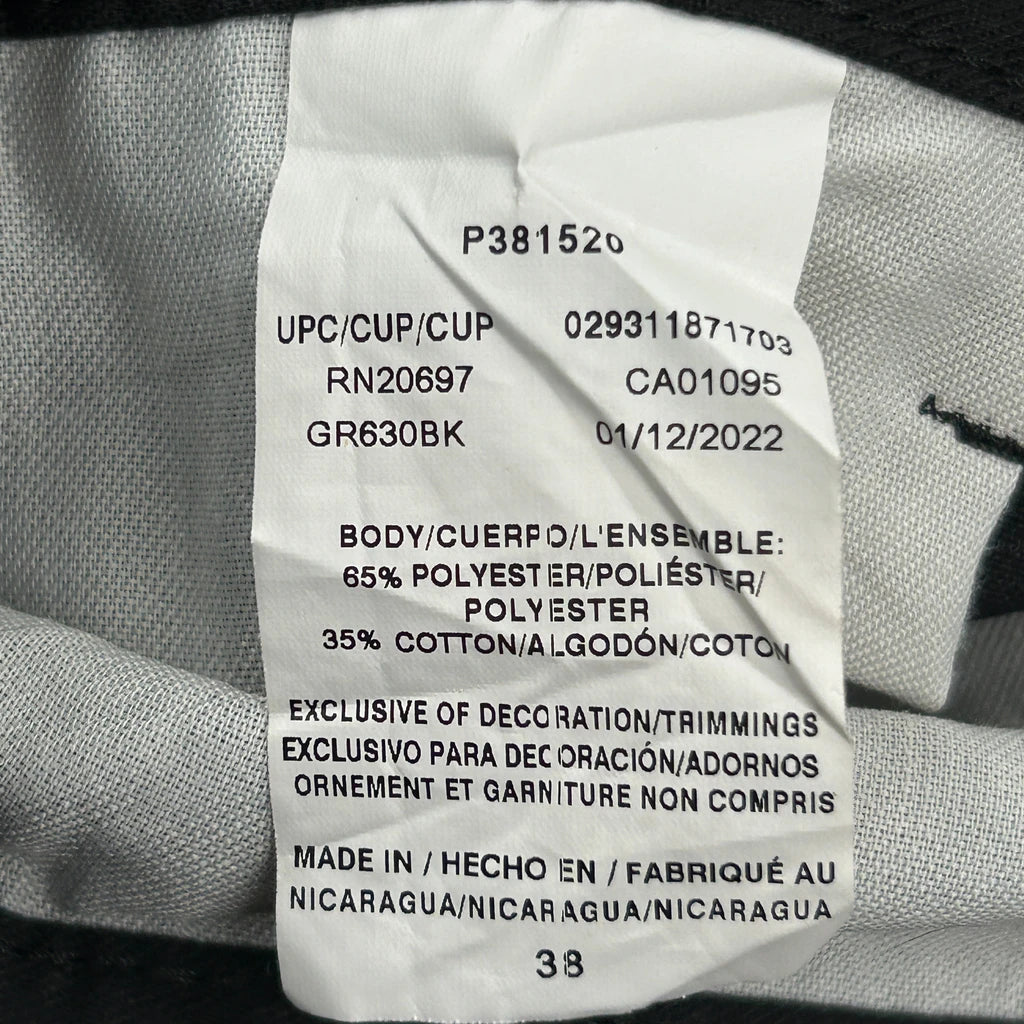 P381520
UPC/CUP/CUP 029311871703
RN20697 CA01095
GR630BK 01/12/2022
BODY/CUERPO/L'ENSEMBLE:
65% POLYESTER/POLIÉSTER/
POLYESTER
35% COTTON/ALGODÓN/COTON
EXCLUSIVE OF DECORATION/TRIMMINGS
EXCLUSIVO PARA DECORACIÓN/ADORNOS
ORNEMENT ET GARNITURE NON COMPRIS
MADE IN / HECHO EN / FABRIQUÉ AU
NICARAGUA/NICARAGUA/NICARAGUA
38